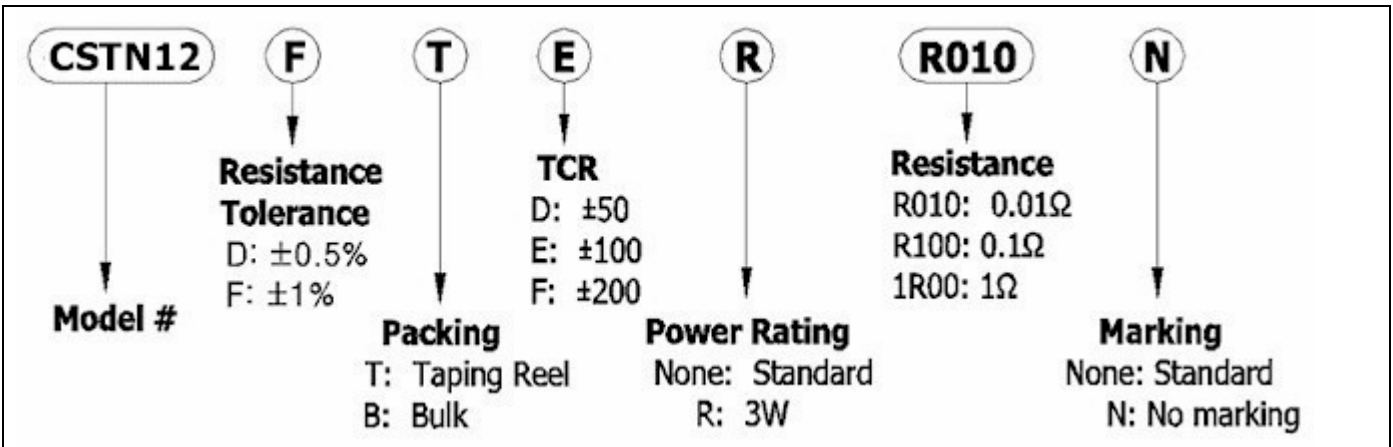 CSTN12 F T E R R010 N
Resistance
Tolerance
D: ±0.5%
F: ±1%
TCR
D: ±50
E: ±100
F: ±200
Resistance
R010: 0.01Ω
R100: 0.1Ω
1R00: 1Ω
Model #
Packing
T: Taping Reel
B: Bulk
Power Rating
None: Standard
R: 3W
Marking
None: Standard
N: No marking